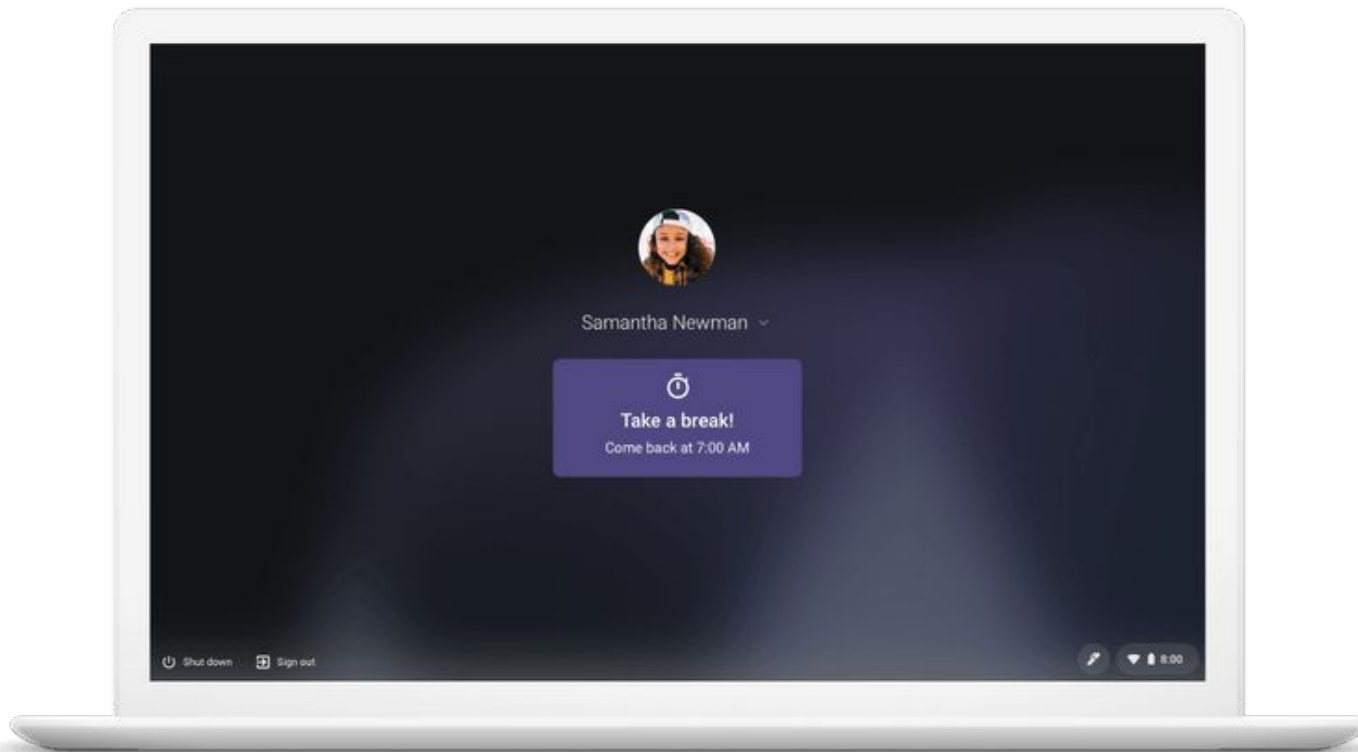 Samantha Newman
Take a break!
Come back at 7:00 AM
Shut down
Sign out
8:00